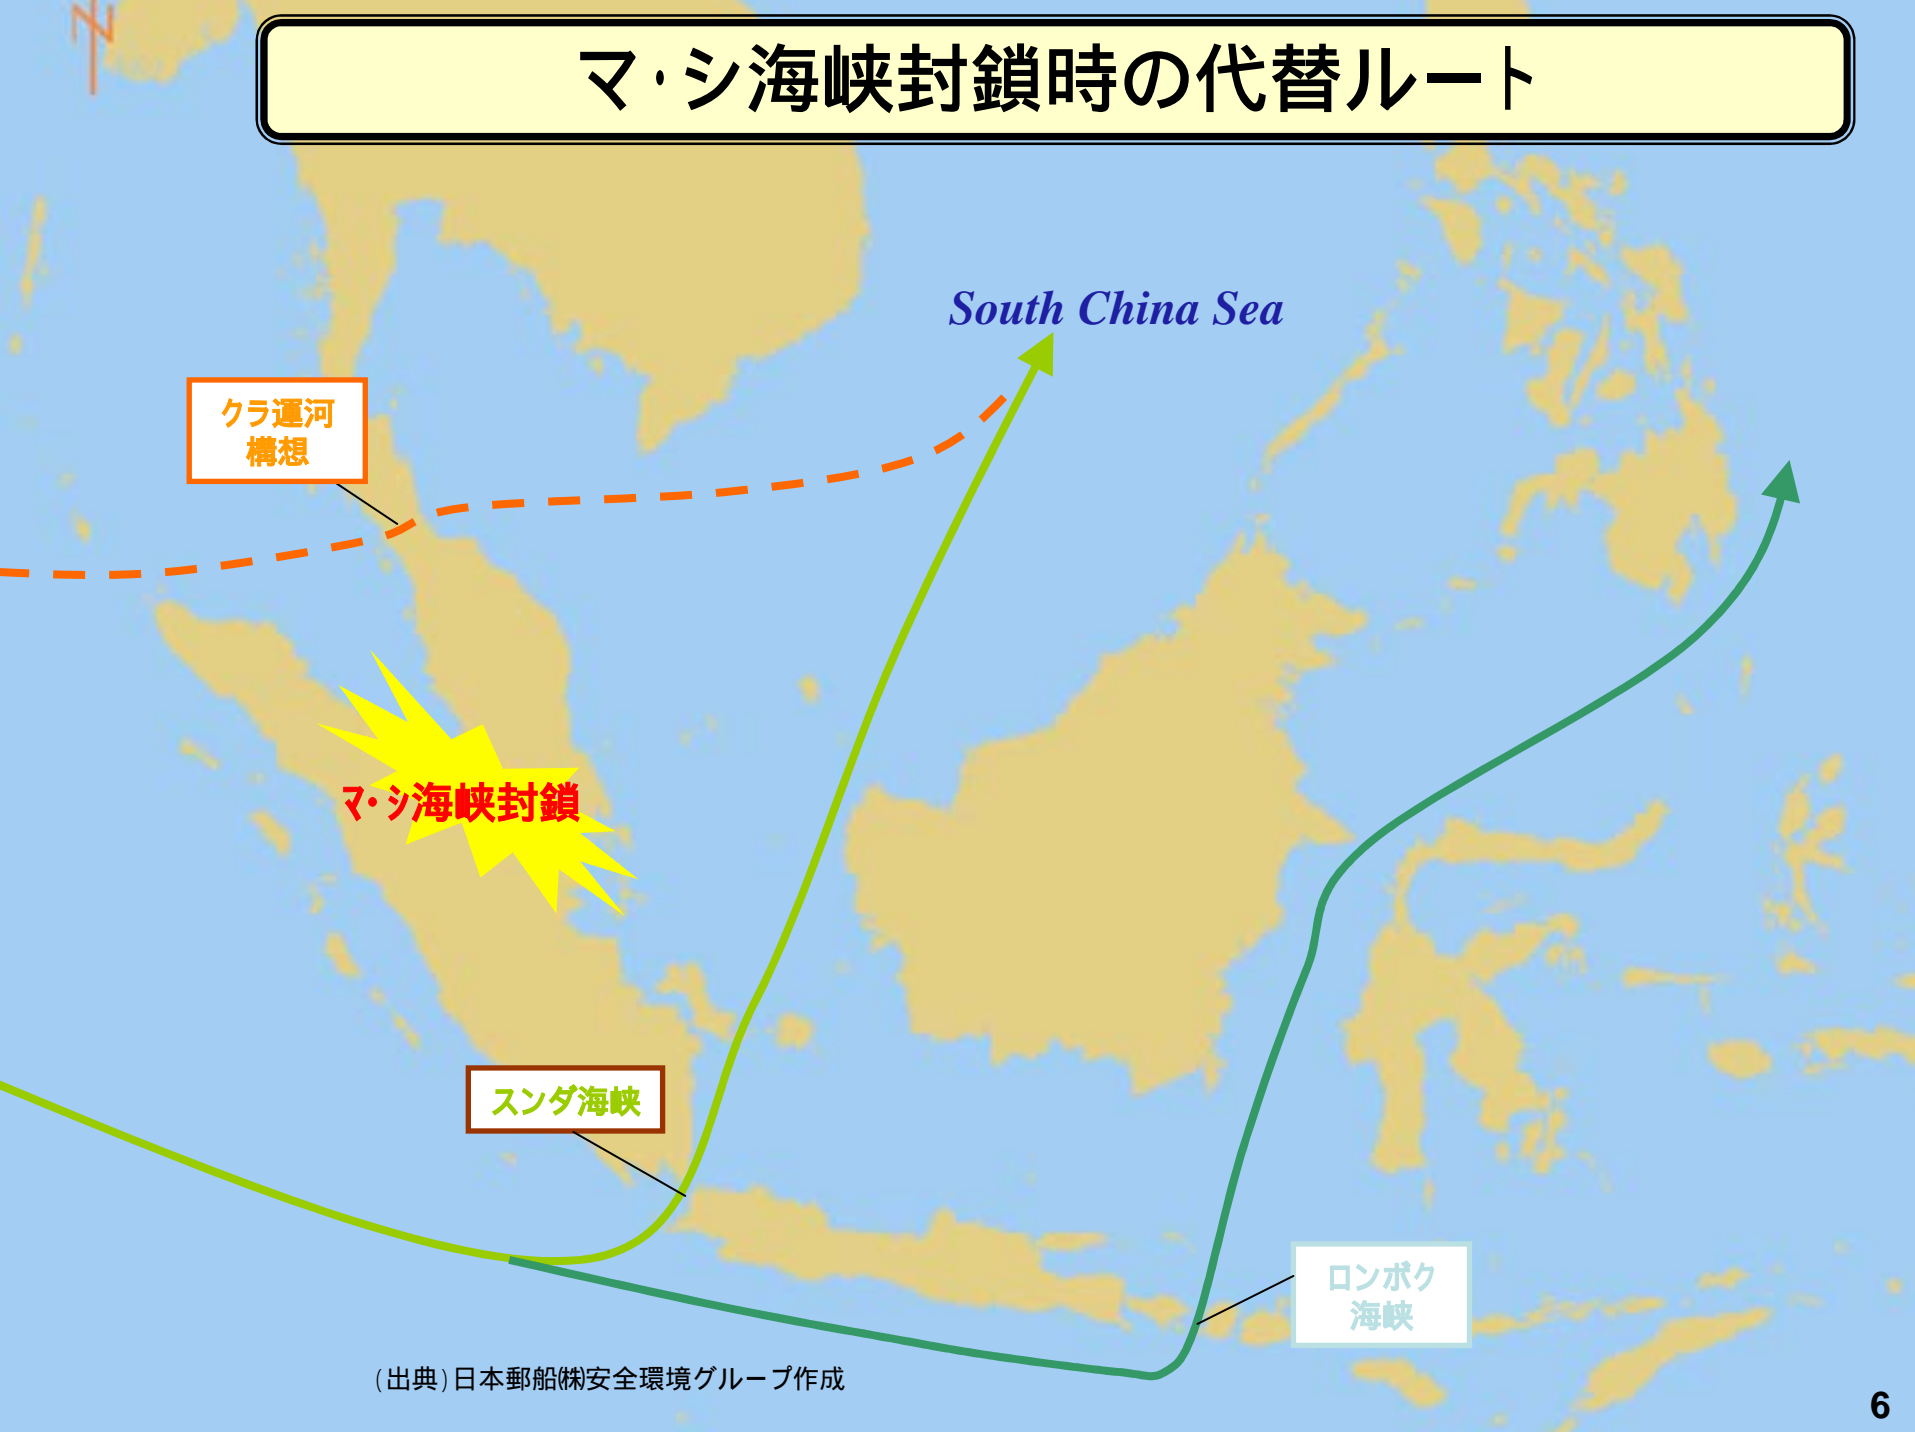 マ・シ海峡封鎖時の代替ルート
South China Sea
クラ運河
構想
マ・シ海峡封鎖
スンダ海峡
ロンボク
海峡
(出典)日本郵船㈱安全環境グループ作成
6